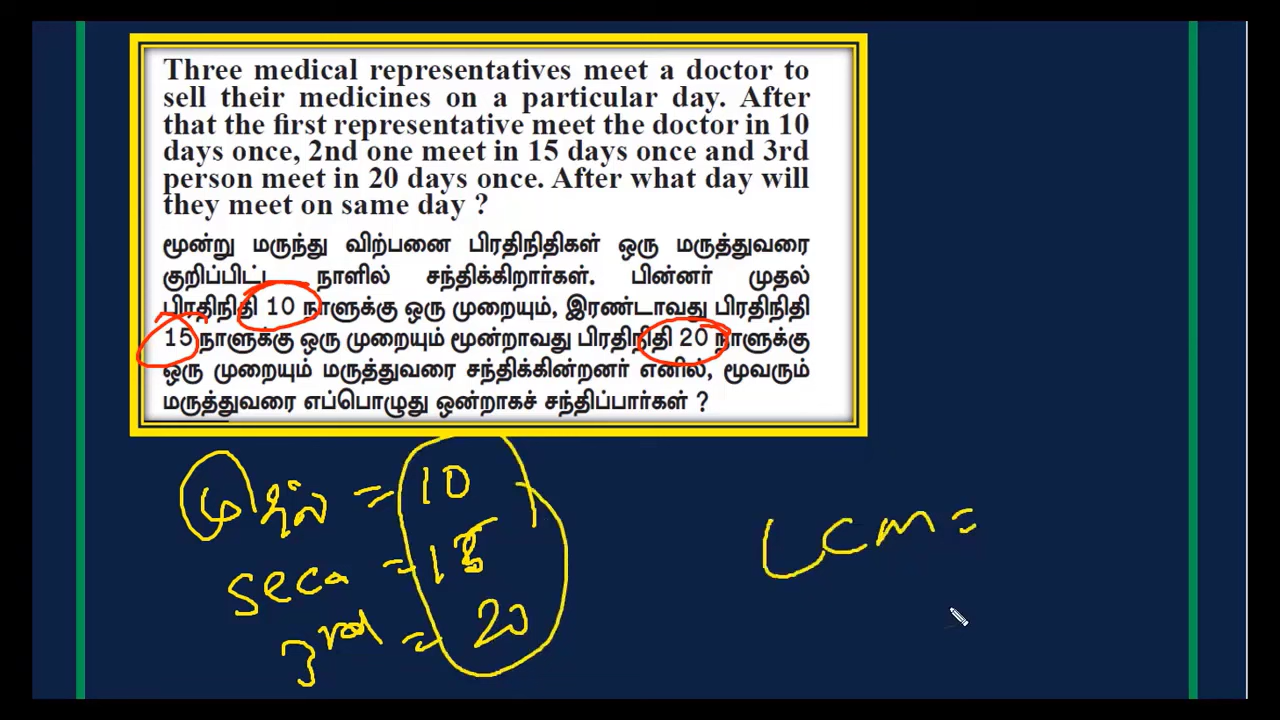 Three medical representatives meet a doctor to
sell their medicines on a particular day. After
that the first representative meet the doctor in 10
days once, 2nd one meet in 15 days once and 3rd
person meet in 20 days once. After what day will
they meet on same day ?
மூன்று மருந்து விற்பனை பிரதிநிதிகள் ஒரு மருத்துவரை
குறிப்பிட்ட நாளில் சந்திக்கிறார்கள். பின்னர் முதல்
பிரதிநிதி 10 நாளுக்கு ஒரு முறையும், இரண்டாவது பிரதிநிதி
15 நாளுக்கு ஒரு முறையும் மூன்றாவது பிரதிநிதி 20 நாளுக்கு
ஒரு முறையும் மருத்துவரை சந்திக்கின்றனர் எனில், மூவரும்
மருத்துவரை எப்பொழுது ஒன்றாகச் சந்திப்பார்கள் ?
முதல் = 10
= 15
3rd = 20
LCM =